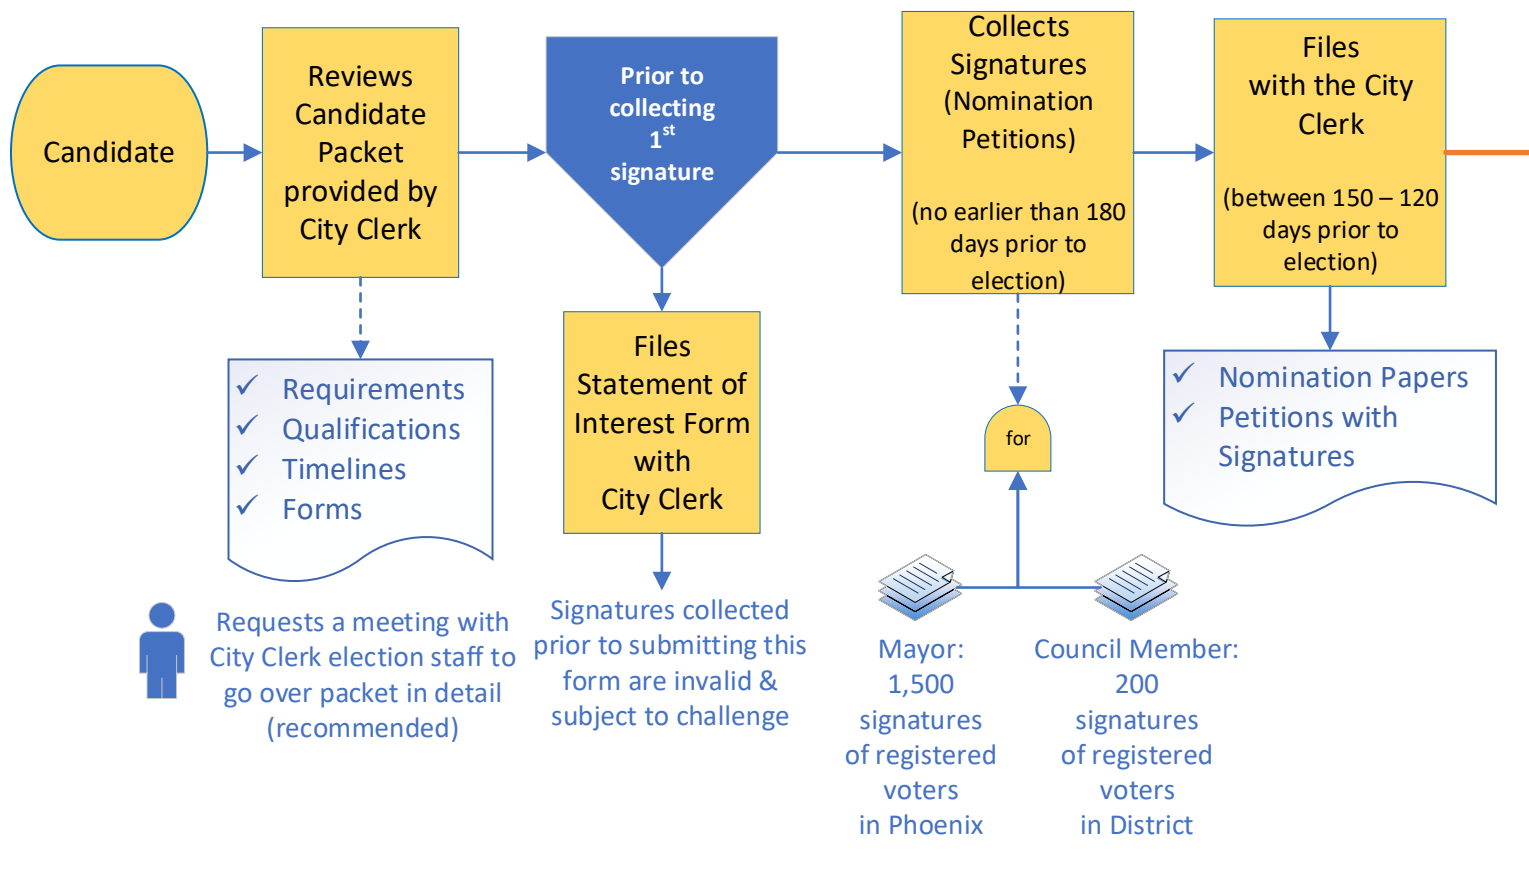 Candidate
Reviews
Candidate
Packet
provided by
City Clerk
Requirements
Qualifications
Timelines
Forms
Requests a meeting with
City Clerk election staff to
go over packet in detail
(recommended)
Prior to
collecting
1st
signature
Files
Statement of
Interest Form
with
City Clerk
Signatures collected
prior to submitting this
form are invalid &
subject to challenge
Collects
Signatures
(Nomination
Petitions)
(no earlier than 180
days prior to
election)
for
Mayor:
1,500
signatures
of registered
voters
in Phoenix
Council Member:
200
signatures
of registered
voters
in District
Files
with the City
Clerk
(between 150 – 120
days prior to
election)
Nomination Papers
Petitions with
Signatures